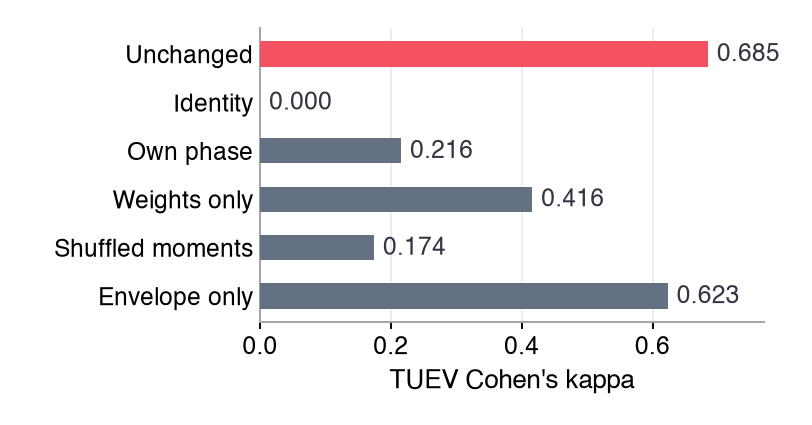 Unchanged 0.685
Identity 0.000
Own phase 0.216
Weights only 0.416
Shuffled moments 0.174
Envelope only 0.623
0.0 0.2 0.4 0.6
TUEV Cohen's kappa